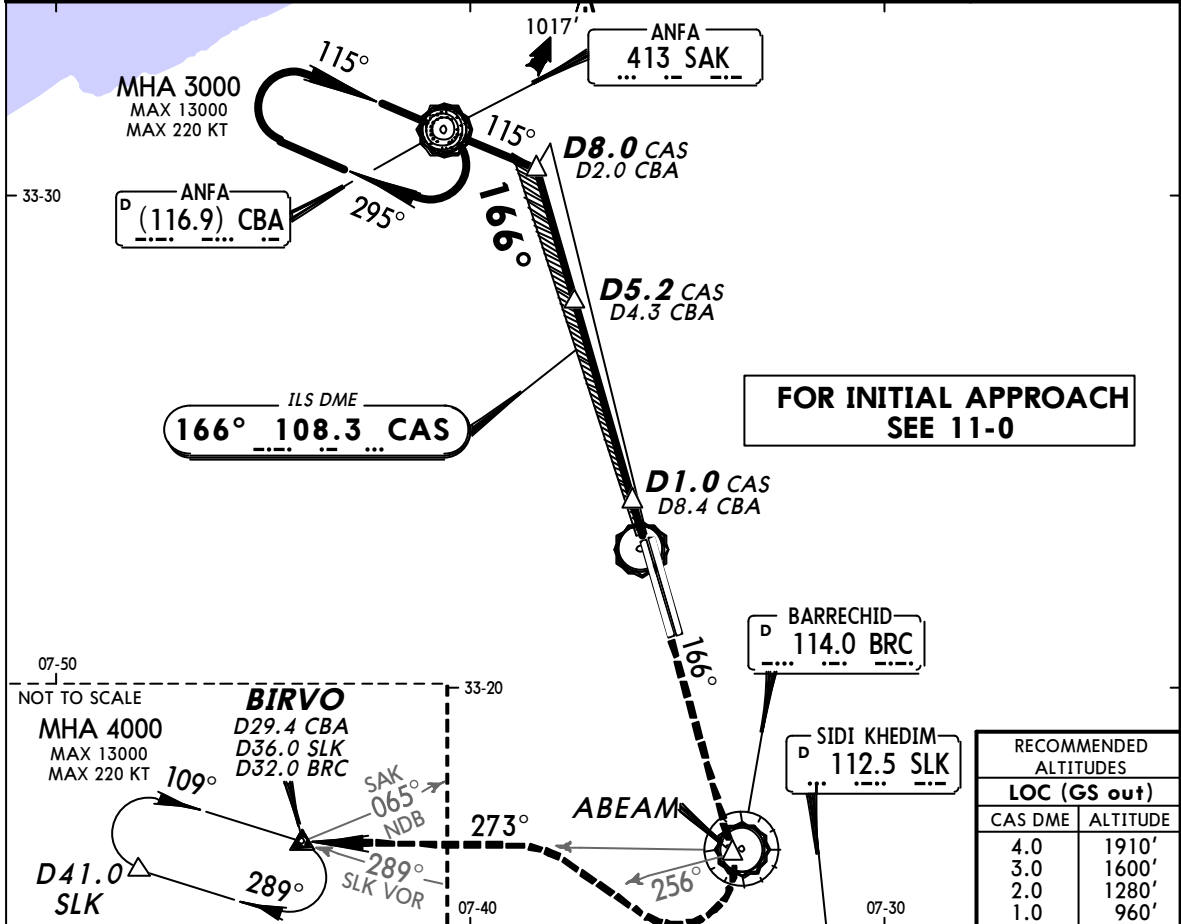 1017'
ANFA
413 SAK
115°
MHA 3000
MAX 13000
MAX 220 KT
115°
D8.0 CAS
D2.0 CBA
33-30
ANFA
D (116.9) CBA
295°
166°
D5.2 CAS
D4.3 CBA
ILS DME
166° 108.3 CAS
FOR INITIAL APPROACH
SEE 11-0
D1.0 CAS
D8.4 CBA
BARRECHID
D 114.0 BRC
166°
07-50
33-20
NOT TO SCALE
MHA 4000
MAX 13000
MAX 220 KT
BIRVO
D29.4 CBA
D36.0 SLK
D32.0 BRC
SIDI KHEDIM
D 112.5 SLK
109°
SAK
065°
NDB
273°
ABEAM
289°
SLK VOR
256°
D41.0
SLK
289°
07-40
07-30
RECOMMENDED
ALTITUDES
LOC (GS out)
CAS DME ALTITUDE
4.0 1910'
3.0 1600'
2.0 1280'
1.0 960'